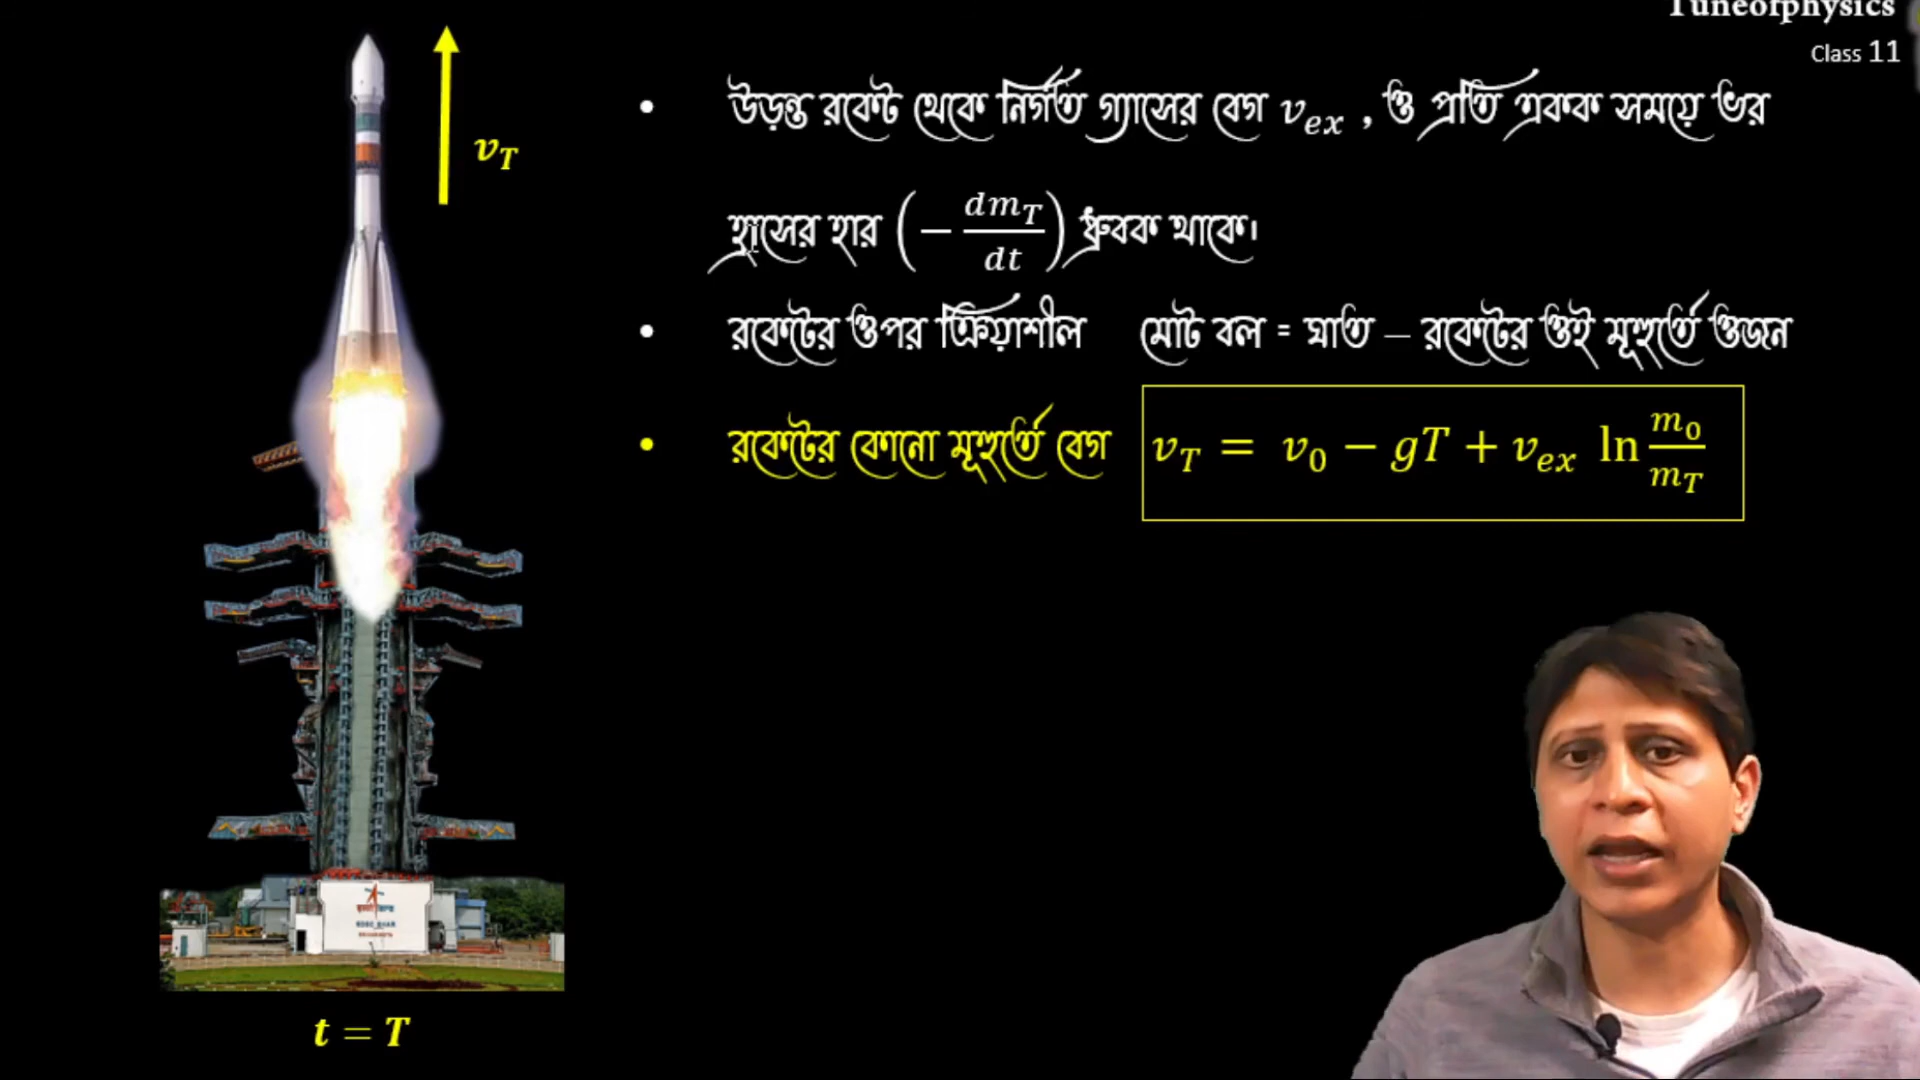 Tuneofphysics
Class 11
v_T
• উড়ন্ত রকেট থেকে নির্গত গ্যাসের বেগ v_ex , ও প্রতি একক সময়ে ভর
হ্রাসের হার (− dm_T/dt) ধ্রুবক থাকে।
• রকেটের ওপর ক্রিয়াশীল মোট বল = ঘাত – রকেটের ওই মূহুর্তে ওজন
• রকেটের কোনো মূহুর্তে বেগ v_T = v_0 − gT + v_ex ln m_0/m_T
t = T